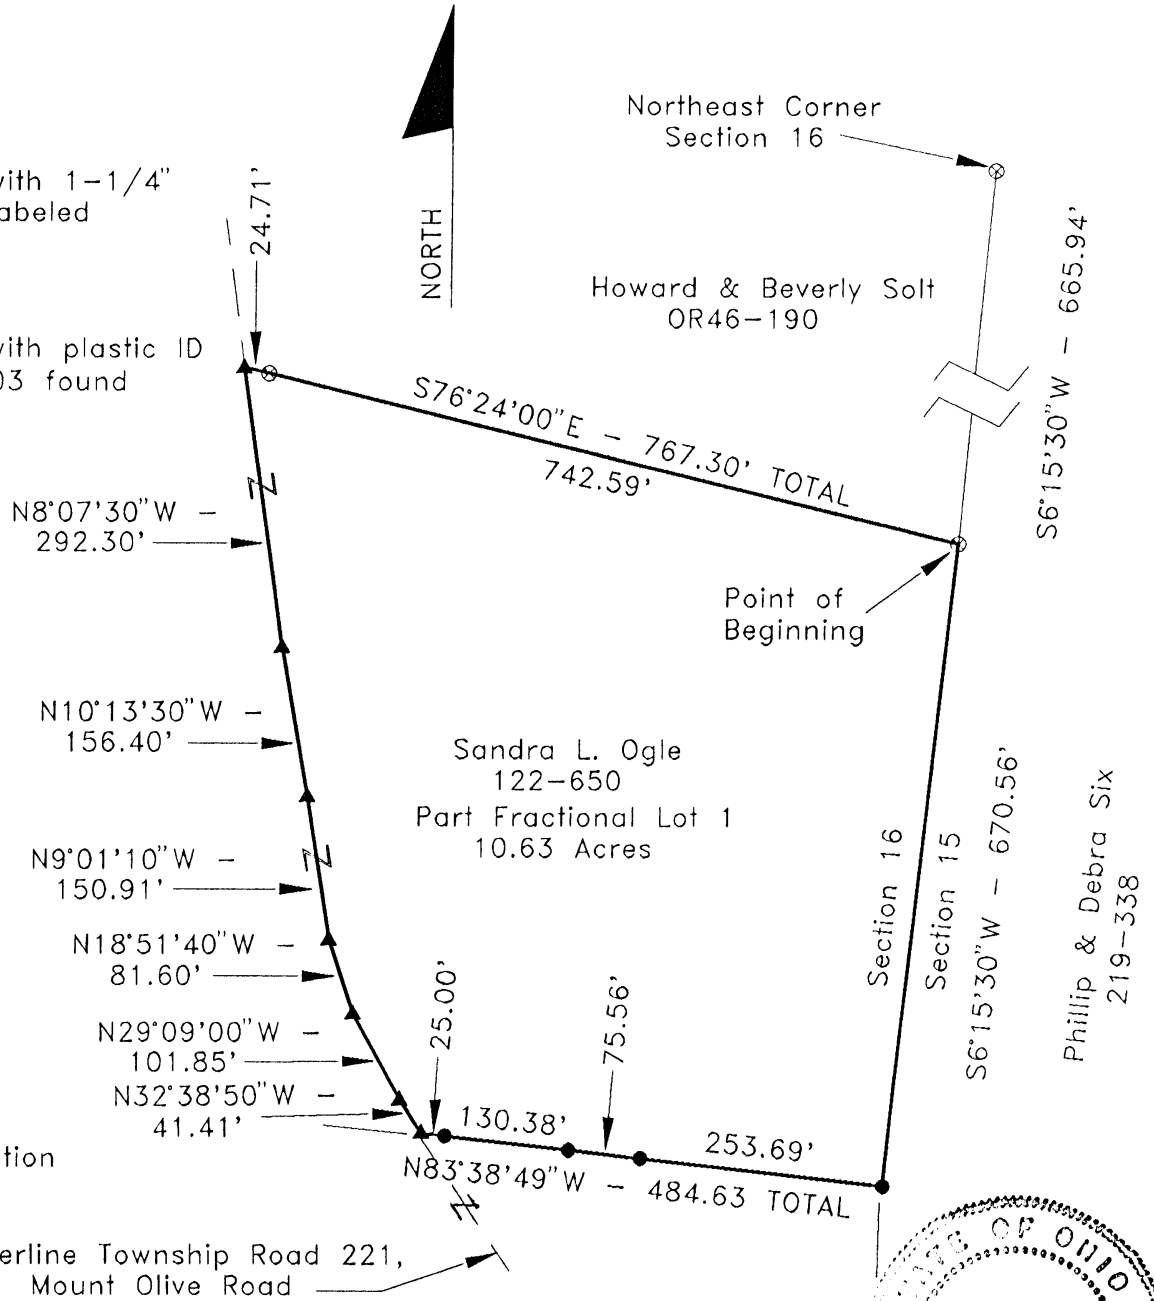 Northeast Corner
Section 16
with 1-1/4"
labeled
24.71'
NORTH
Howard & Beverly Solt
OR46-190
S6°15'30"W - 665.94'
with plastic ID
03 found
S76°24'00"E - 767.30' TOTAL
742.59'
N8°07'30"W -
292.30'
Point of
Beginning
N10°13'30"W -
156.40'
Sandra L. Ogle
122-650
Part Fractional Lot 1
10.63 Acres
Section 16
Section 15
S6°15'30"W - 670.56'
Phillip & Debra Six
219-338
N9°01'10"W -
150.91'
N18°51'40"W -
81.60'
N29°09'00"W -
101.85'
N32°38'50"W -
41.41'
25.00'
75.56'
130.38'
253.69'
N83°38'49"W - 484.63 TOTAL
tion
erline Township Road 221,
Mount Olive Road
ATE OF OHIO